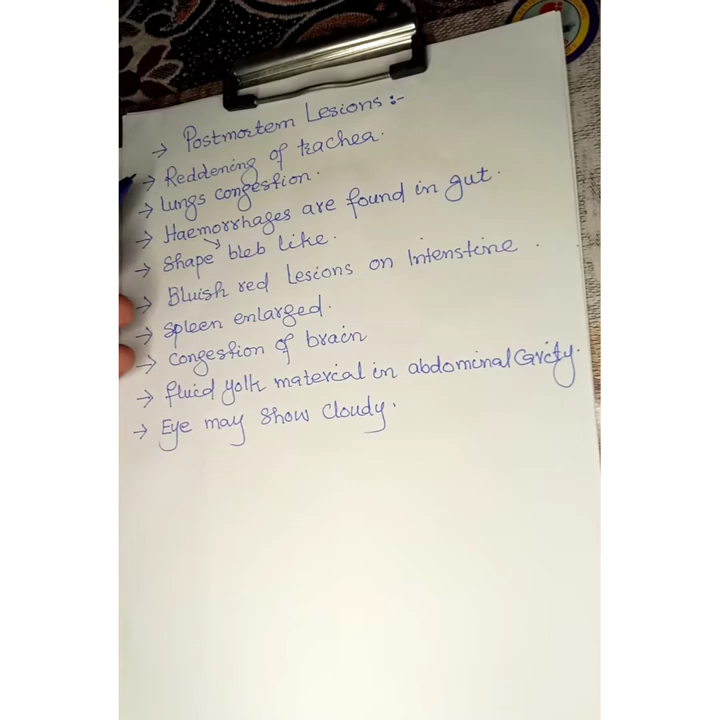 → Postmortem Lesions :-
→ Reddening of trachea.
→ Lungs congestion.
→ Haemorrhages are found in gut.
→ Shape bleb like.
→ Bluish red Lesions on Intenstine.
→ Spleen enlarged.
→ Congestion of brain
→ fluid yolk material in abdominal Cavity.
→ Eye may show cloudy.